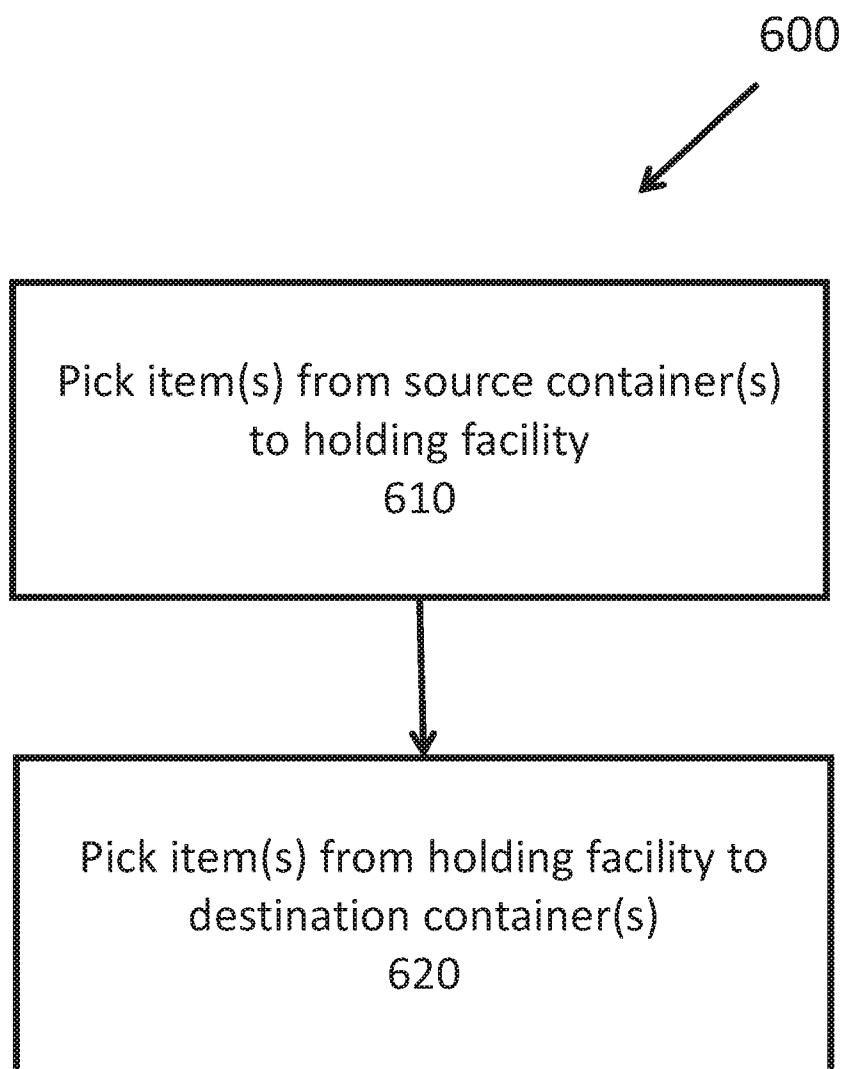 600
Pick item(s) from source container(s)
to holding facility
610
Pick item(s) from holding facility to
destination container(s)
620